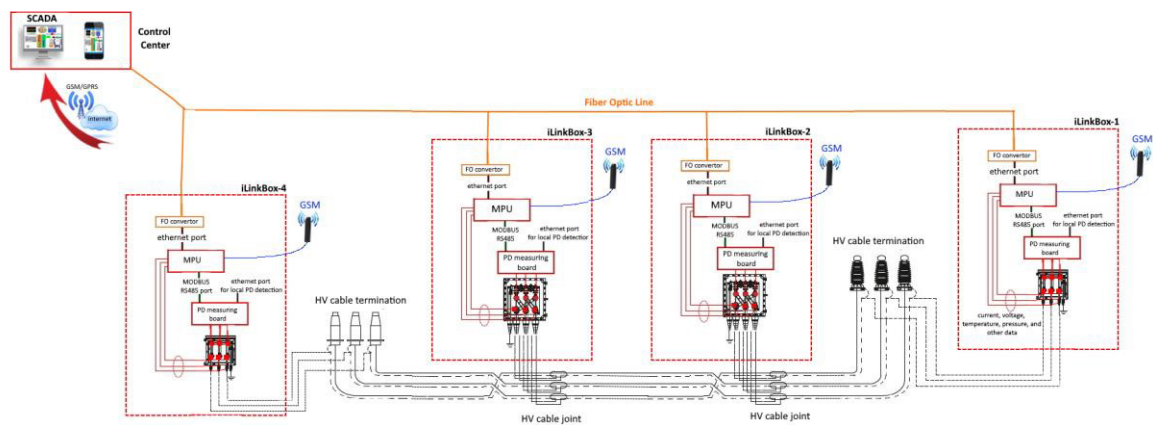 SCADA
Control
Center
GSM/GPRS
internet
Fiber Optic Line
iLinkBox-4
GSM
FO convertor
ethernet port
MPU
MODBUS
RS485 port
ethernet port
for local PD detection
PD measuring
board
HV cable termination
iLinkBox-3
GSM
FO convertor
ethernet port
MPU
MODBUS
RS485
ethernet port
for local PD detection
PD measuring
board
HV cable joint
iLinkBox-2
GSM
FO convertor
ethernet port
MPU
MODBUS
RS485
ethernet port
for local PD detection
PD measuring
board
HV cable joint
HV cable termination
iLinkBox-1
GSM
FO convertor
ethernet port
MPU
MODBUS
RS485
ethernet port
for local PD detection
PD measuring
board
current, voltage,
temperature, pressure, and
other data